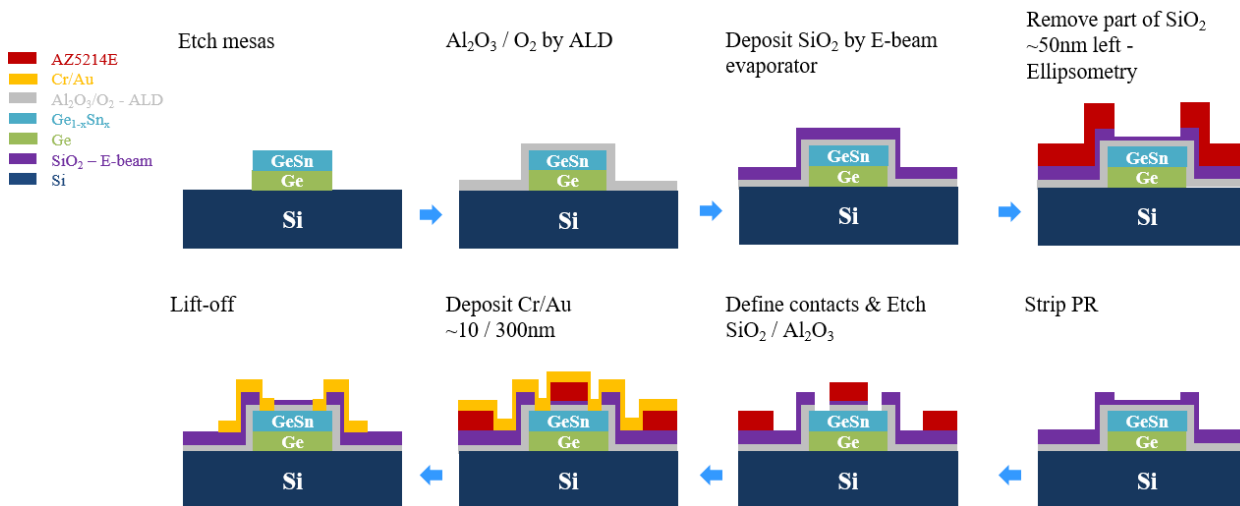 Etch mesas
Al₂O₃ / O₂ by ALD
Deposit SiO₂ by E-beam
evaporator
Remove part of SiO₂
~50nm left -
Ellipsometry
AZ5214E
Cr/Au
Al₂O₃/O₂ - ALD
Ge₁₋ₓSnₓ
Ge
SiO₂ – E-beam
Si
GeSn
Ge
Si
GeSn
Ge
Si
GeSn
Ge
Si
GeSn
Ge
Si
Lift-off
Deposit Cr/Au
~10 / 300nm
Define contacts & Etch
SiO₂ / Al₂O₃
Strip PR
GeSn
Ge
Si
GeSn
Ge
Si
GeSn
Ge
Si
GeSn
Ge
Si